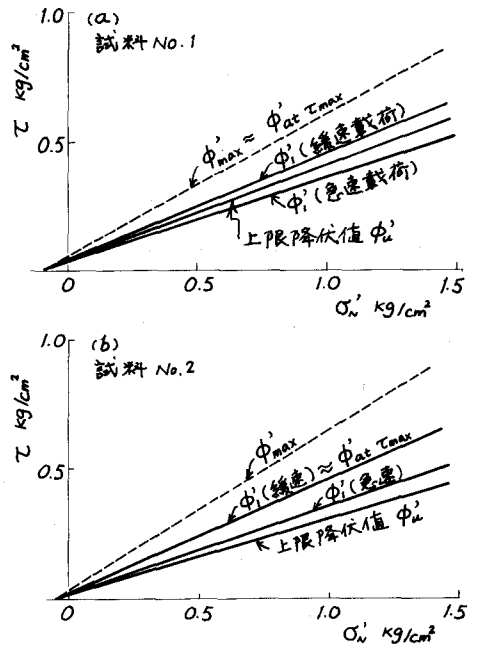 (a)
試料 No.1
1.0
0.5
τ kg/cm²
φ'max ≈ φ'at τmax
φ'i (緩速載荷)
φ'i (急速載荷)
上限降伏値 φ'u
0 0.5 1.0 1.5
σ'N kg/cm²
(b)
試料 No.2
1.0
0.5
τ kg/cm²
φ'max
φ'i (緩速) ≈ φ'at τmax
φ'i (急速)
上限降伏値 φ'u
0 0.5 1.0 1.5
σ'N kg/cm²